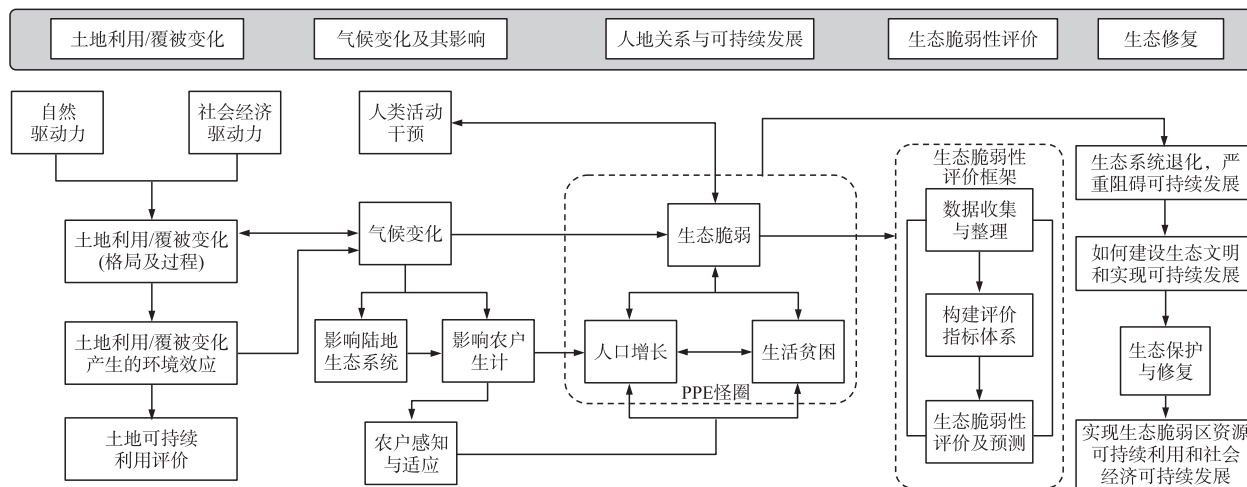 土地利用/覆被变化
气候变化及其影响
人地关系与可持续发展
生态脆弱性评价
生态修复
自然
驱动力
社会经济
驱动力
土地利用/覆被变化
(格局及过程)
土地利用/覆被变化
产生的环境效应
土地可持续
利用评价
人类活动
干预
气候变化
影响陆地
生态系统
影响农户
生计
农户感知
与适应
生态脆弱
人口增长
生活贫困
PPE怪圈
生态脆弱性
评价框架
数据收集
与整理
构建评价
指标体系
生态脆弱性
评价及预测
生态系统退化，严
重阻碍可持续发展
如何建设生态文明
和实现可持续发展
生态保护
与修复
实现生态脆弱区资源
可持续利用和社会
经济可持续发展